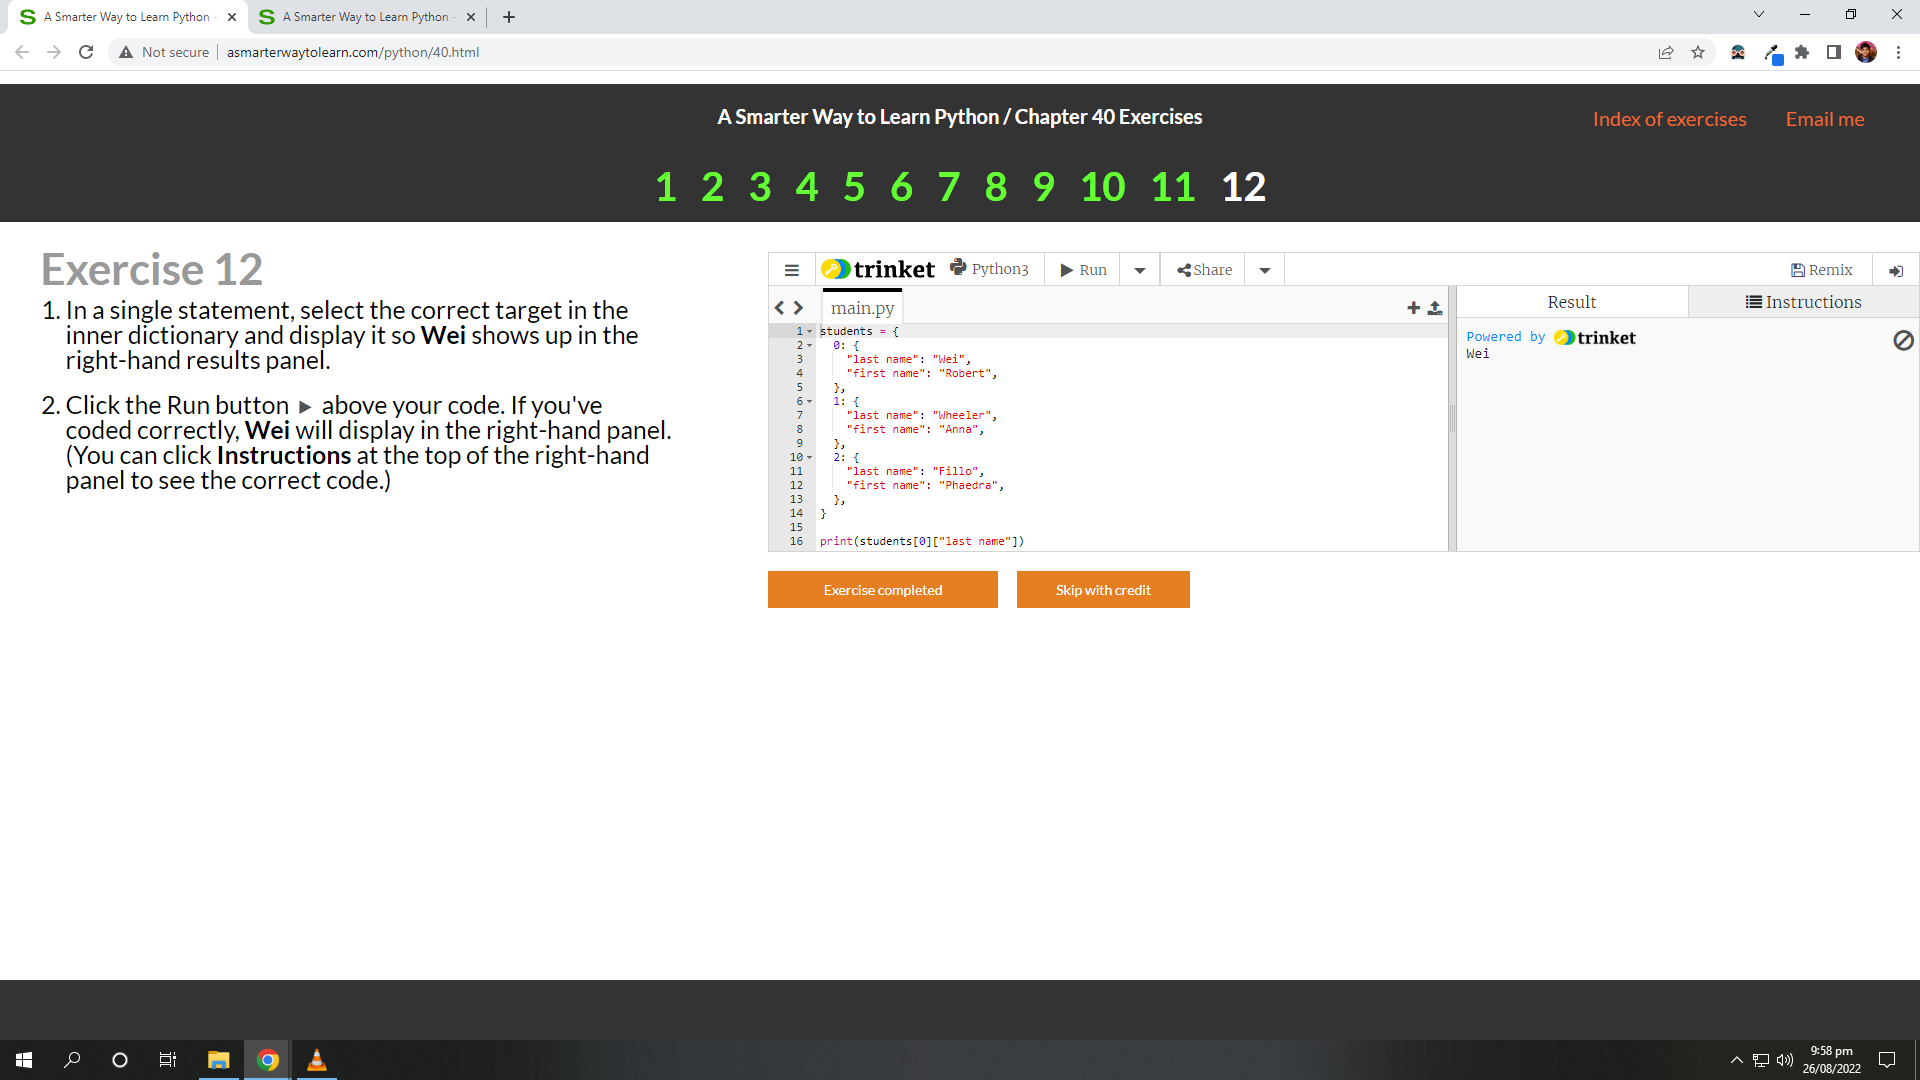 A Smarter Way to Learn Python -
A Smarter Way to Learn Python -
Not secure
asmarterwaytolearn.com/python/40.html
A Smarter Way to Learn Python / Chapter 40 Exercises
Index of exercises
Email me
1 2 3 4 5 6 7 8 9 10 11 12
Exercise 12
1. In a single statement, select the correct target in the
inner dictionary and display it so Wei shows up in the
right-hand results panel.
2. Click the Run button ► above your code. If you've
coded correctly, Wei will display in the right-hand panel.
(You can click Instructions at the top of the right-hand
panel to see the correct code.)
trinket
Python3
Run
Share
Remix
main.py
Result
Instructions
1 students = {
2 0: {
3 "last name": "Wei",
4 "first name": "Robert",
5 },
6 1: {
7 "last name": "Wheeler",
8 "first name": "Anna",
9 },
10 2: {
11 "last name": "Fillo",
12 "first name": "Phaedra",
13 },
14 }
15
16 print(students[0]["last name"])
Powered by trinket
Wei
Exercise completed
Skip with credit
9:58 pm
26/08/2022